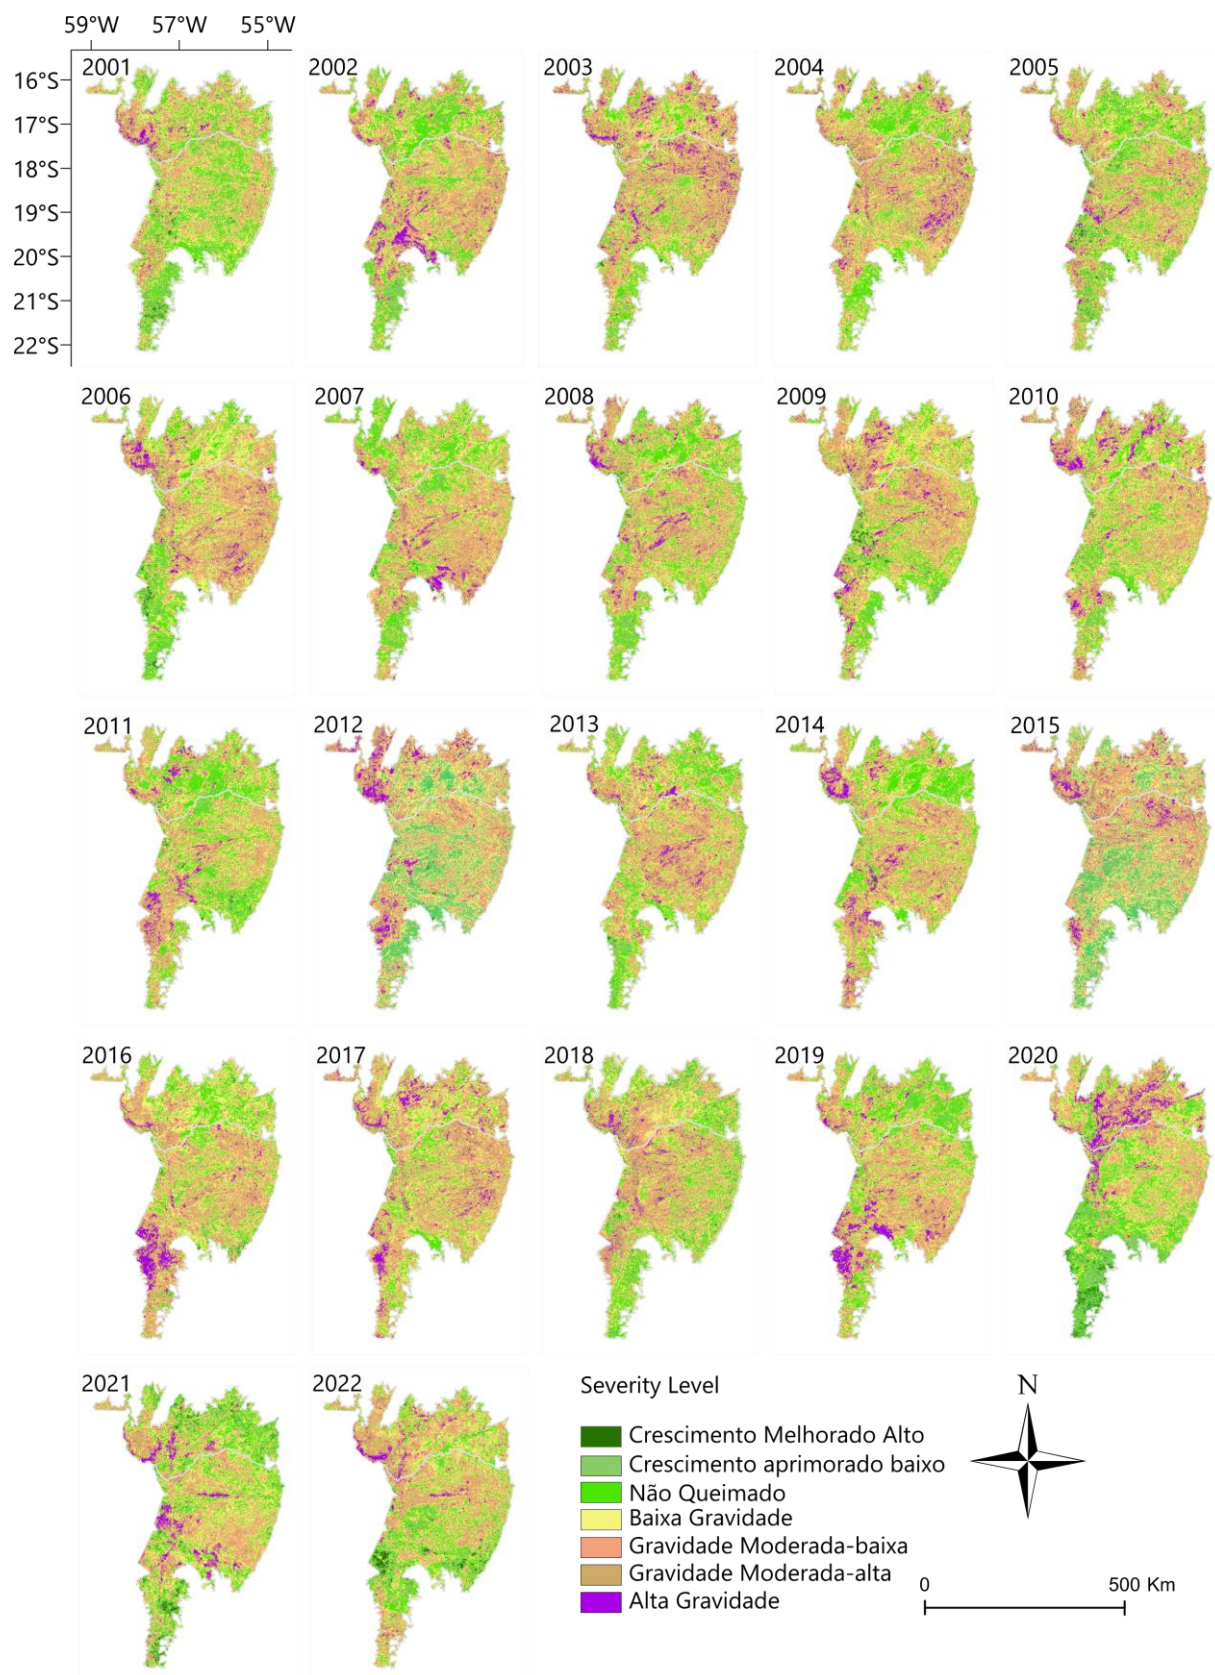 59°W 57°W 55°W
16°S
17°S
18°S
19°S
20°S
21°S
22°S
2001 2002 2003 2004 2005
2006 2007 2008 2009 2010
2011 2012 2013 2014 2015
2016 2017 2018 2019 2020
2021 2022
Severity Level
Crescimento Melhorado Alto
Crescimento aprimorado baixo
Não Queimado
Baixa Gravidade
Gravidade Moderada-baixa
Gravidade Moderada-alta
Alta Gravidade
N
0 500 Km